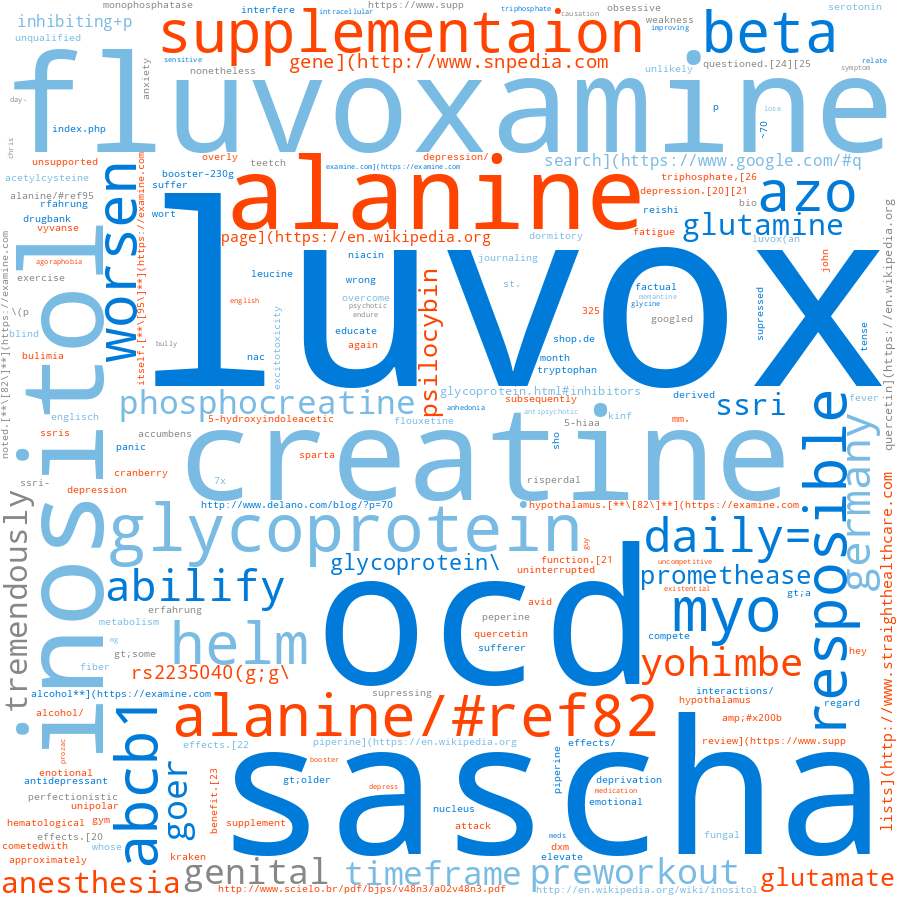 monophosphatase
https://www.supp
interfere
intracellular
triphosphate
causation
obsessive
serotonin
inhibiting+p
supplementaion
weakness
improving
beta
unqualified
fluvoxamine
sensitive
nonetheless
anxiety
gene](http://www.snpedia.com
unlikely
questioned.[24][25
relate
symptom
day-
index.php
p
~70
lose
chris
unsupported
overly
teetch
depression/
examine.com](https://examine.com
search](https://www.google.com/#q
acetylcysteine
booster-230g
suffer
alanine
triphosphate,[26
depression.[20][21
bio
azo
alanine/#ref95
rfahrung
drugbank
vyvanse
worsen
wort
reishi
fatigue
glutamine
page](https://en.wikipedia.org
dormitory
luvox(an
agoraphobia
exercise
niacin
journaling
leucine
wrong
st.
factual
memantine
glycine
john
luvox
\(p
english
overcome
psychotic
endure
325
googled
supressed
tense
blind
bulimia
bully
educate
again
nac
excitotoxicity
psilocybin
shop.de
month
tryptophan
itself.[**\[95\]**](https://examine.com
noted.[**\[82\]**](https://examine.com
quercetin](https://en.wikipedia.org
inositol
phosphocreatine
glycoprotein.html#inhibitors
subsequently
derived
ssri
fever
englisch
5-hydroxyindoleacetic
flouxetine
anhedonia
antipsychotic
5-hiaa
kinf
mm.
ssris
accumbens
panic
creatine
sho
sparta
cranberry
ssri-
depression
7x
risperdal
resposible
germany
http://www.delano.com/blog/?p=70
hypothalamus.[**\[82\]**](https://examine.com
tremendously
glycoprotein
daily=
guy
glycoprotein\
function.[21
uninterrupted
uncompetitive
promethease
existential
gt;a
abilify
ocd
erfahrung
avid
peperine
myo
metabolism
mg
helm
quercetin
sufferer
compete
hey
gt;some
fiber
rs2235040(g;g\
yohimbe
lists](http://www.straighthealthcare.com
alcohol**](https://examine.com
supressing
interactions/
hypothalamus
regard
alcohol/
abcb1
alanine/#ref82
amp;#x200b
prozac
effects.[22
piperine](https://en.wikipedia.org
effects/
review](https://www.supp
booster
sascha
enotional
antidepressant
goer
benefit.[23
gt;older
depress
piperine
deprivation
medication
emotional
perfectionistic
unipolar
nucleus
hematological
gym
supplement
attack
meds
fungal
effects.[20
whose
cometedwith
dxm
approximately
kraken
elevate
anesthesia
genital
timeframe
preworkout
glutamate
http://www.scielo.br/pdf/bjps/v48n3/a02v48n3.pdf
http://en.wikipedia.org/wiki/inositol